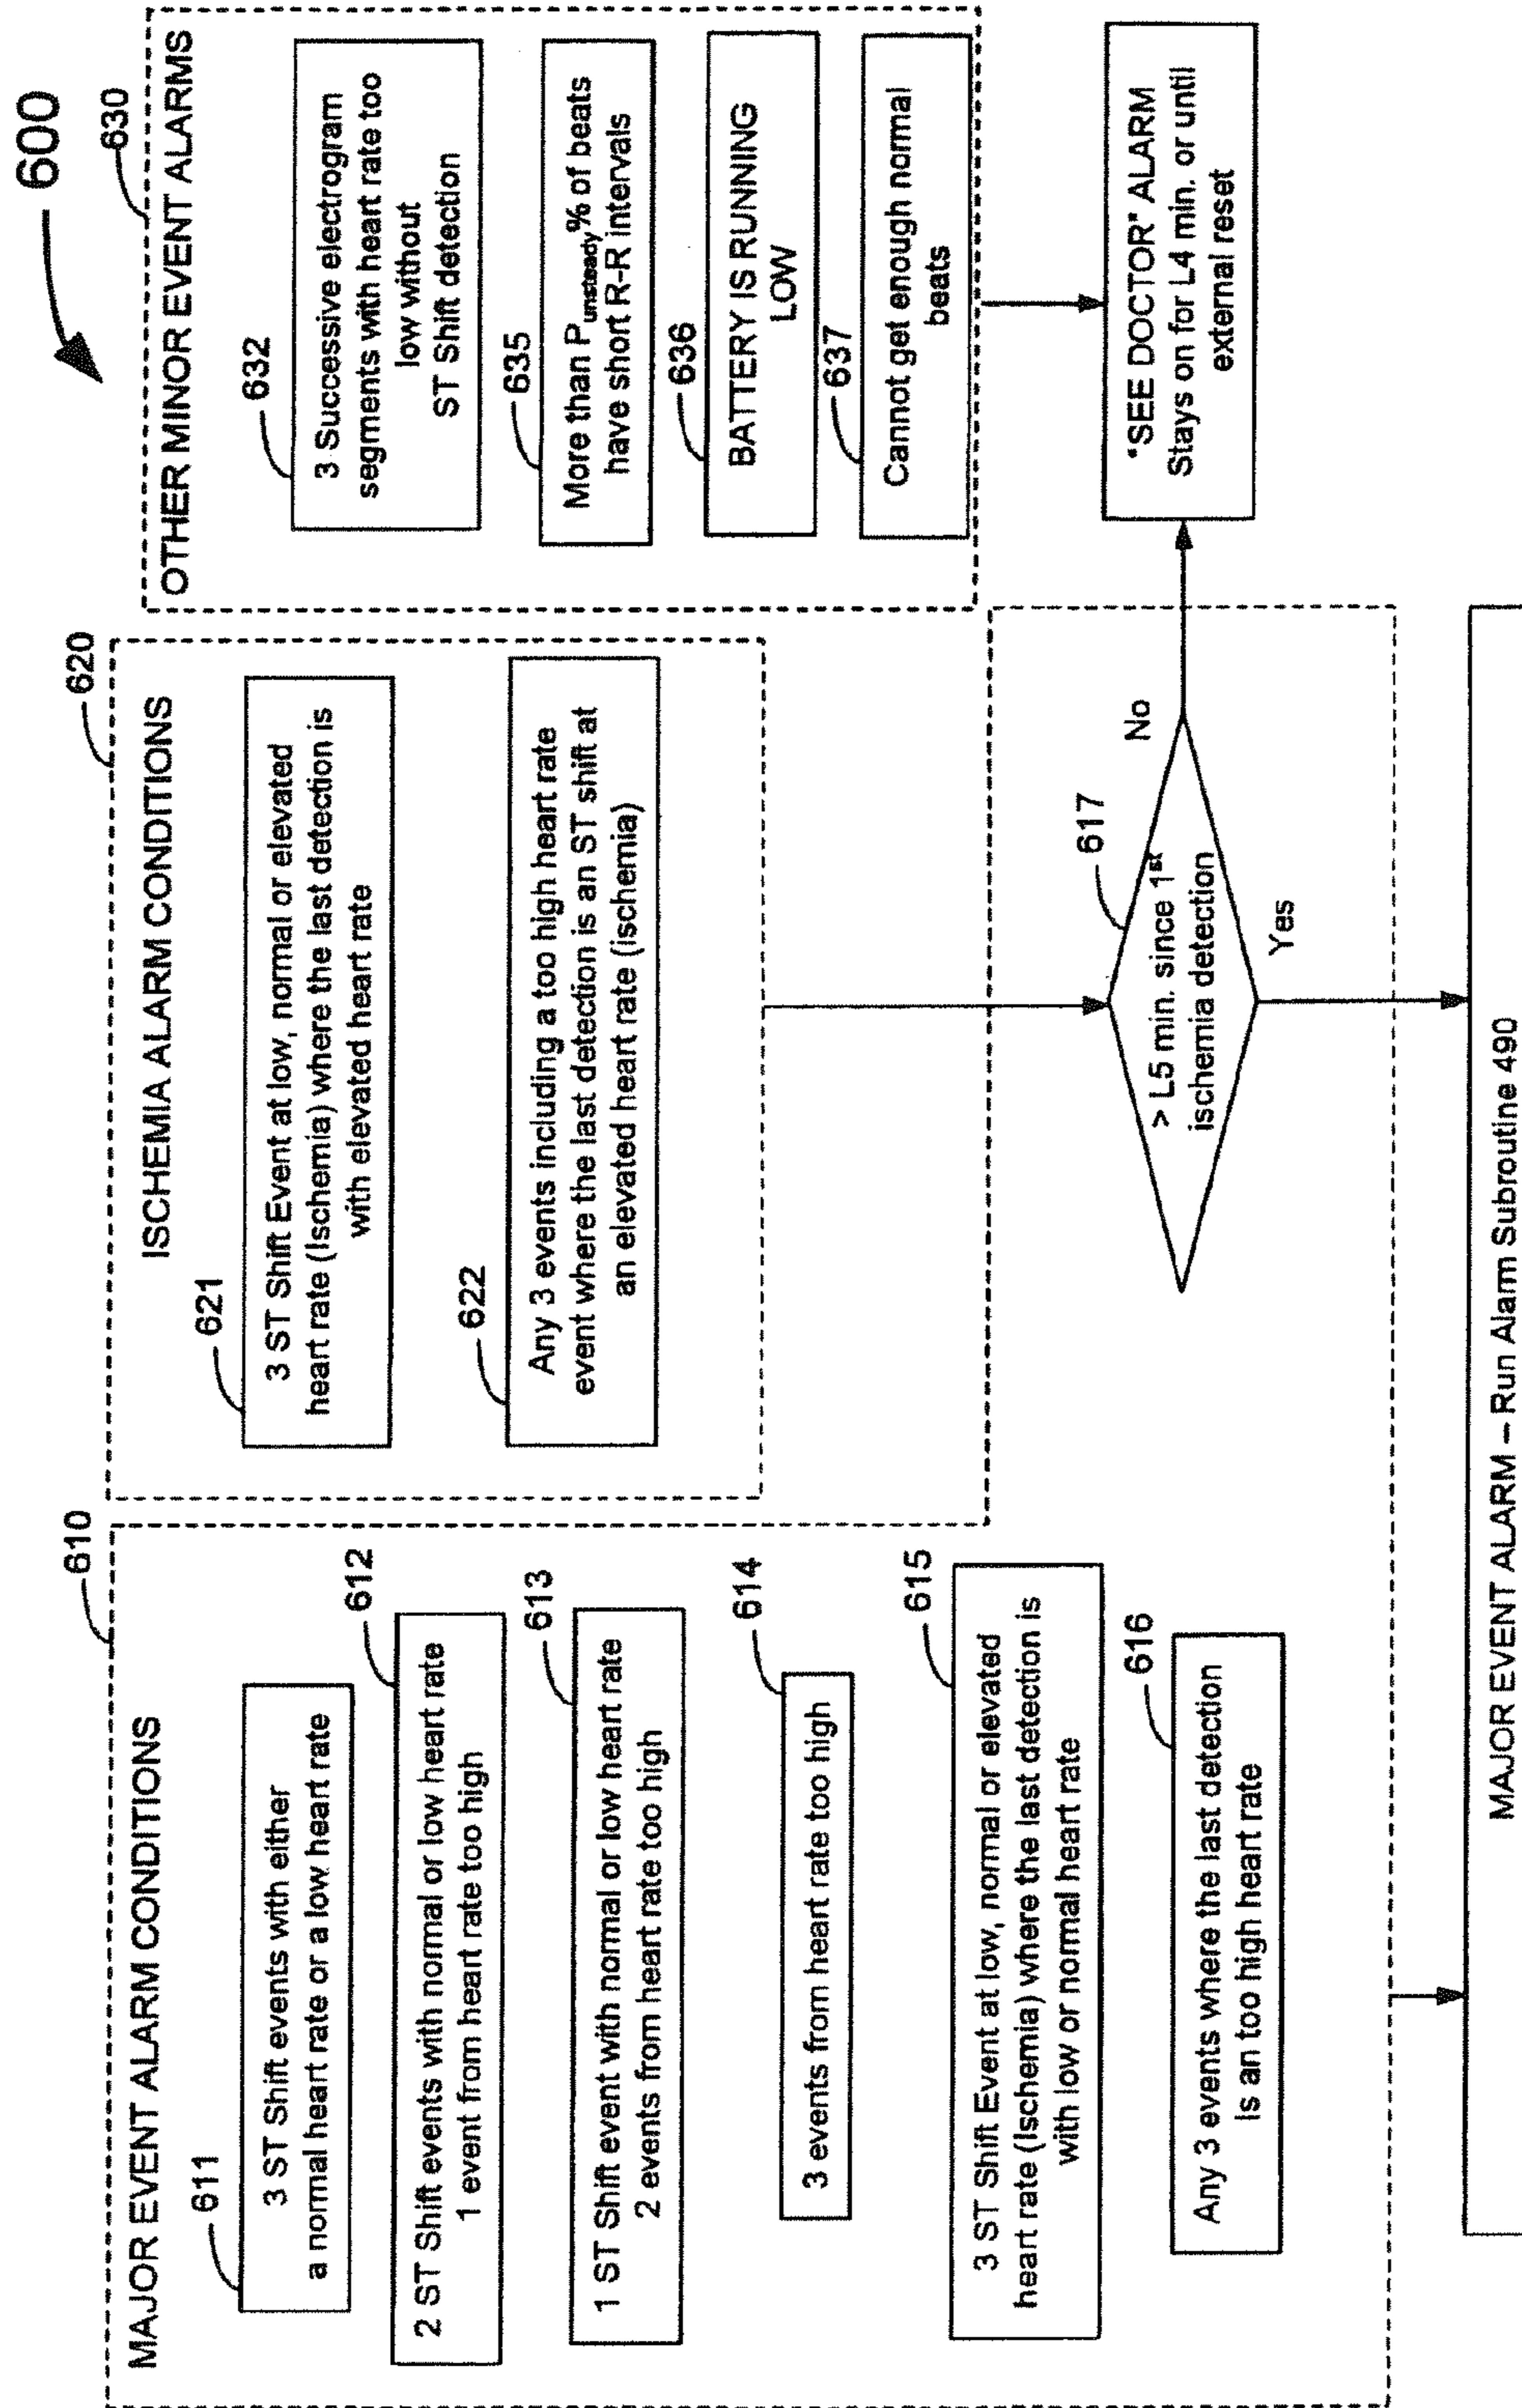 600
610
MAJOR EVENT ALARM CONDITIONS
611
3 ST Shift events with either
a normal heart rate or a low heart rate
612
2 ST Shift events with normal or low heart rate
1 event from heart rate too high
613
1 ST Shift event with normal or low heart rate
2 events from heart rate too high
614
3 events from heart rate too high
615
3 ST Shift Event at low, normal or elevated
heart rate (Ischemia) where the last detection is
with low or normal heart rate
616
Any 3 events where the last detection
is an too high heart rate
620
ISCHEMIA ALARM CONDITIONS
621
3 ST Shift Event at low, normal or elevated
heart rate (Ischemia) where the last detection is
with elevated heart rate
622
Any 3 events including a too high heart rate
event where the last detection is an ST shift at
an elevated heart rate (ischemia)
617
> L5 min. since 1st
ischemia detection
No
Yes
630
OTHER MINOR EVENT ALARMS
632
3 Successive electrogram
segments with heart rate too
low without
ST Shift detection
635
More than Punsteady% of beats
have short R-R intervals
636
BATTERY IS RUNNING
LOW
637
Cannot get enough normal
beats
"SEE DOCTOR" ALARM
Stays on for L4 min. or until
external reset
MAJOR EVENT ALARM – Run Alarm Subroutine 490